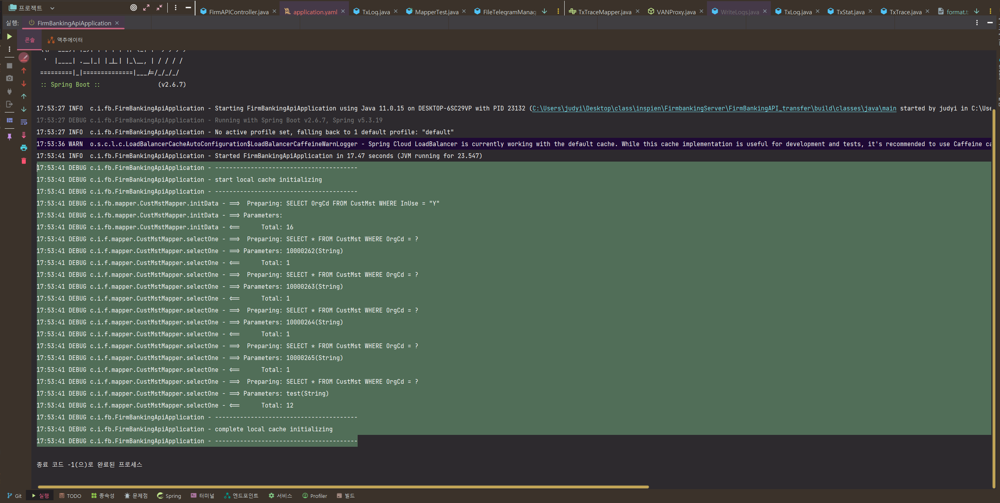 프로젝트
FirmAPIController.java
application.yaml
TxLog.java
MapperTest.java
FileTelegramManag
TxTraceMapper.java
VANProxy.java
WriteLogs.java
TxLog.java
TxStat.java
TxTrace.java
format.t
실행:
FirmBankingApiApplication
콘솔
액추에이터
' |____| .__|_| |_|_| |_\__, | / / / /
=========|_|==============|___/=/_/_/_/
:: Spring Boot :: (v2.6.7)
17:53:27 INFO c.i.fb.FirmBankingApiApplication - Starting FirmBankingApiApplication using Java 11.0.15 on DESKTOP-6SC29VP with PID 23132 (C:\Users\judyi\Desktop\class\inspien\FirmbankingServer\FirmBankingAPI_transfer\build\classes\java\main started by judyi in C:\Use
17:53:27 DEBUG c.i.fb.FirmBankingApiApplication - Running with Spring Boot v2.6.7, Spring v5.3.19
17:53:27 INFO c.i.fb.FirmBankingApiApplication - No active profile set, falling back to 1 default profile: "default"
17:53:36 WARN o.s.c.l.c.LoadBalancerCacheAutoConfiguration$LoadBalancerCaffeineWarnLogger - Spring Cloud LoadBalancer is currently working with the default cache. While this cache implementation is useful for development and tests, it's recommended to use Caffeine ca
17:53:41 INFO c.i.fb.FirmBankingApiApplication - Started FirmBankingApiApplication in 17.47 seconds (JVM running for 23.547)
17:53:41 DEBUG c.i.fb.FirmBankingApiApplication - ----------------------------------------
17:53:41 DEBUG c.i.fb.FirmBankingApiApplication - start local cache initializing
17:53:41 DEBUG c.i.fb.FirmBankingApiApplication - ----------------------------------------
17:53:41 DEBUG c.i.fb.mapper.CustMstMapper.initData - ==> Preparing: SELECT OrgCd FROM CustMst WHERE InUse = "Y"
17:53:41 DEBUG c.i.fb.mapper.CustMstMapper.initData - ==> Parameters:
17:53:41 DEBUG c.i.fb.mapper.CustMstMapper.initData - <== Total: 16
17:53:41 DEBUG c.i.f.mapper.CustMstMapper.selectOne - ==> Preparing: SELECT * FROM CustMst WHERE OrgCd = ?
17:53:41 DEBUG c.i.f.mapper.CustMstMapper.selectOne - ==> Parameters: 10000262(String)
17:53:41 DEBUG c.i.f.mapper.CustMstMapper.selectOne - <== Total: 1
17:53:41 DEBUG c.i.f.mapper.CustMstMapper.selectOne - ==> Preparing: SELECT * FROM CustMst WHERE OrgCd = ?
17:53:41 DEBUG c.i.f.mapper.CustMstMapper.selectOne - ==> Parameters: 10000263(String)
17:53:41 DEBUG c.i.f.mapper.CustMstMapper.selectOne - <== Total: 1
17:53:41 DEBUG c.i.f.mapper.CustMstMapper.selectOne - ==> Preparing: SELECT * FROM CustMst WHERE OrgCd = ?
17:53:41 DEBUG c.i.f.mapper.CustMstMapper.selectOne - ==> Parameters: 10000264(String)
17:53:41 DEBUG c.i.f.mapper.CustMstMapper.selectOne - <== Total: 1
17:53:41 DEBUG c.i.f.mapper.CustMstMapper.selectOne - ==> Preparing: SELECT * FROM CustMst WHERE OrgCd = ?
17:53:41 DEBUG c.i.f.mapper.CustMstMapper.selectOne - ==> Parameters: 10000265(String)
17:53:41 DEBUG c.i.f.mapper.CustMstMapper.selectOne - <== Total: 1
17:53:41 DEBUG c.i.f.mapper.CustMstMapper.selectOne - ==> Preparing: SELECT * FROM CustMst WHERE OrgCd = ?
17:53:41 DEBUG c.i.f.mapper.CustMstMapper.selectOne - ==> Parameters: test(String)
17:53:41 DEBUG c.i.f.mapper.CustMstMapper.selectOne - <== Total: 12
17:53:41 DEBUG c.i.fb.FirmBankingApiApplication - ----------------------------------------
17:53:41 DEBUG c.i.fb.FirmBankingApiApplication - complete local cache initializing
17:53:41 DEBUG c.i.fb.FirmBankingApiApplication - ----------------------------------------
종료 코드 -1(으)로 완료된 프로세스
Git
실행
TODO
종속성
문제점
Spring
터미널
엔드포인트
서비스
Profiler
빌드